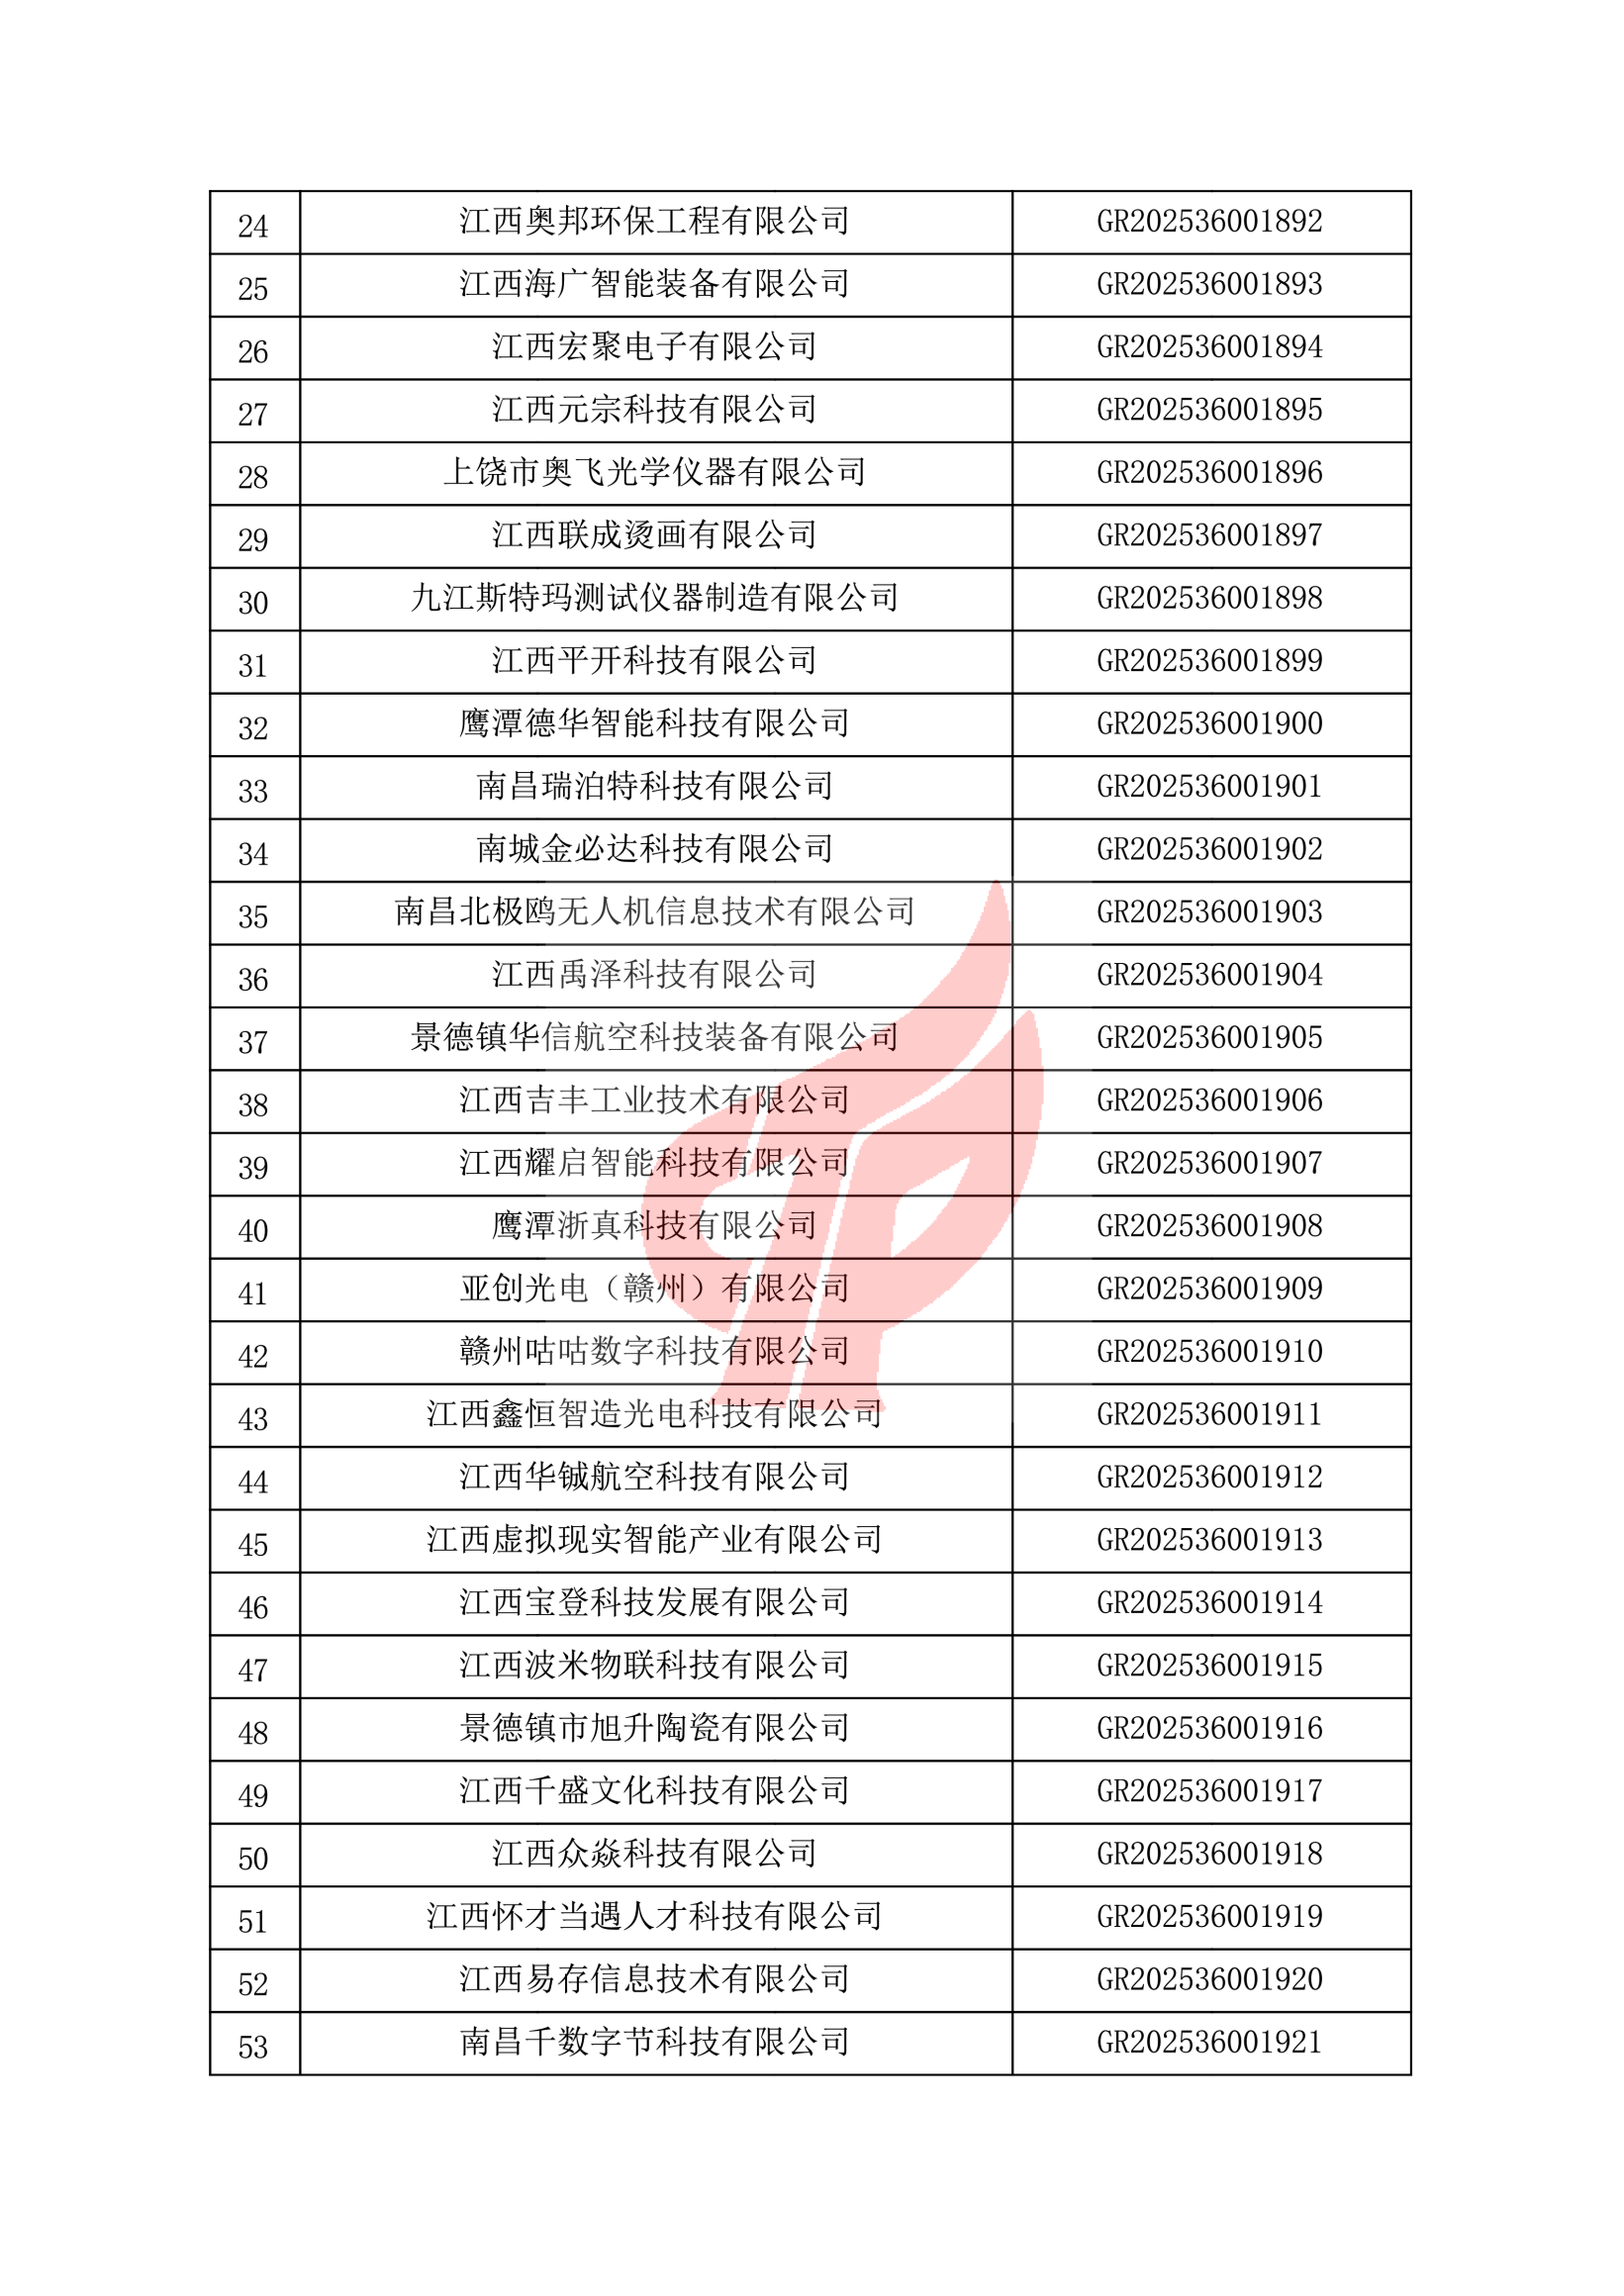 24 江西奥邦环保工程有限公司 GR202536001892
25 江西海广智能装备有限公司 GR202536001893
26 江西宏聚电子有限公司 GR202536001894
27 江西元宗科技有限公司 GR202536001895
28 上饶市奥飞光学仪器有限公司 GR202536001896
29 江西联成烫画有限公司 GR202536001897
30 九江斯特玛测试仪器制造有限公司 GR202536001898
31 江西平开科技有限公司 GR202536001899
32 鹰潭德华智能科技有限公司 GR202536001900
33 南昌瑞泊特科技有限公司 GR202536001901
34 南城金必达科技有限公司 GR202536001902
35 南昌北极鸥无人机信息技术有限公司 GR202536001903
36 江西禹泽科技有限公司 GR202536001904
37 景德镇华信航空科技装备有限公司 GR202536001905
38 江西吉丰工业技术有限公司 GR202536001906
39 江西耀启智能科技有限公司 GR202536001907
40 鹰潭浙真科技有限公司 GR202536001908
41 亚创光电（赣州）有限公司 GR202536001909
42 赣州咕咕数字科技有限公司 GR202536001910
43 江西鑫恒智造光电科技有限公司 GR202536001911
44 江西华铖航空科技有限公司 GR202536001912
45 江西虚拟现实智能产业有限公司 GR202536001913
46 江西宝登科技发展有限公司 GR202536001914
47 江西波米物联科技有限公司 GR202536001915
48 景德镇市旭升陶瓷有限公司 GR202536001916
49 江西千盛文化科技有限公司 GR202536001917
50 江西众焱科技有限公司 GR202536001918
51 江西怀才当遇人才科技有限公司 GR202536001919
52 江西易存信息技术有限公司 GR202536001920
53 南昌千数字节科技有限公司 GR202536001921